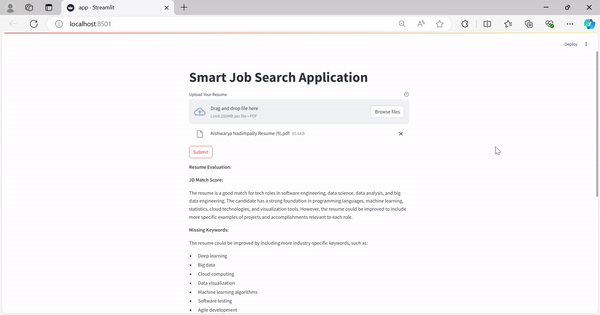 app · Streamlit
localhost:8501
Deploy
Smart Job Search Application
Upload Your Resume
Drag and drop file here
Limit 200MB per file • PDF
Browse files
Aishwarya Nadimpally Resume (9).pdf
Submit
Resume Evaluation:
JD Match Score:
The resume is a good match for tech roles in software engineering, data science, data analysis, and big
data engineering. The candidate has a strong foundation in programming languages, machine learning,
statistics, cloud technologies, and visualization tools. However, the resume could be improved to include
more specific examples of projects and accomplishments relevant to each role.
Missing Keywords:
The resume could be improved by including more industry-specific keywords, such as:
• Deep learning
• Big data
• Cloud computing
• Data visualization
• Machine learning algorithms
• Software testing
• Agile development